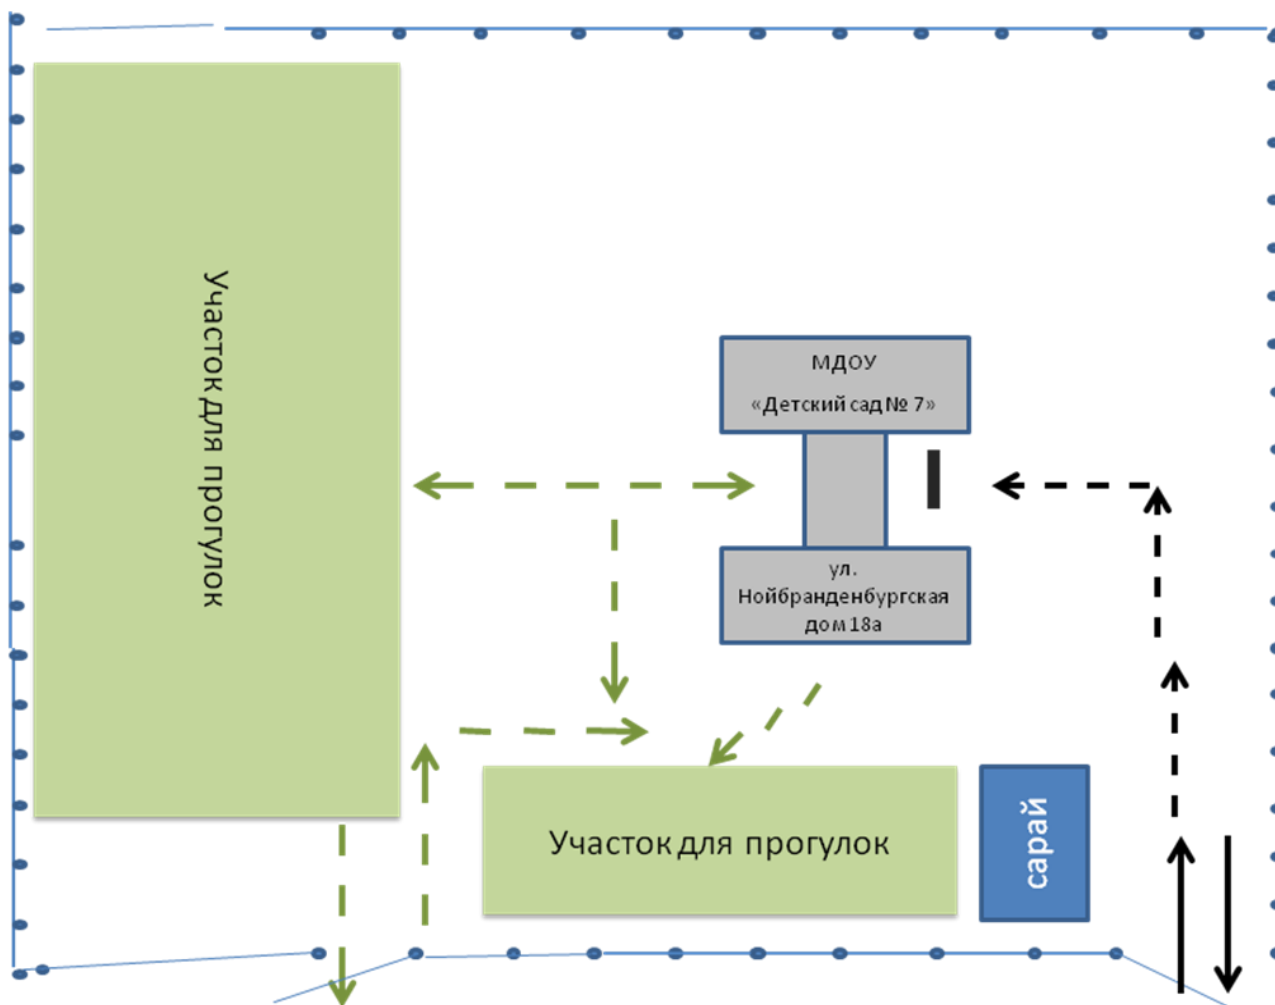 Участок для прогулок
МДОУ
«Детский сад № 7»
ул.
Нойбранденбургская
дом 18а
Участок для прогулок
сарай